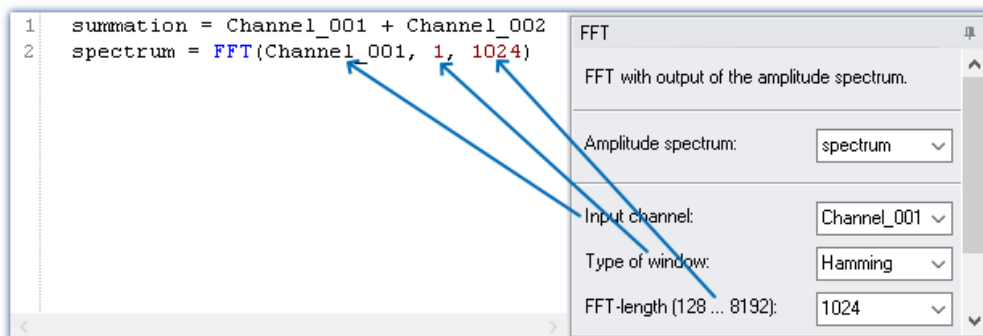 1 summation = Channel_001 + Channel_002
2 spectrum = FFT(Channel_001, 1, 1024)
FFT
FFT with output of the amplitude spectrum.
Amplitude spectrum: spectrum
Input channel: Channel_001
Type of window: Hamming
FFT-length (128 ... 8192): 1024